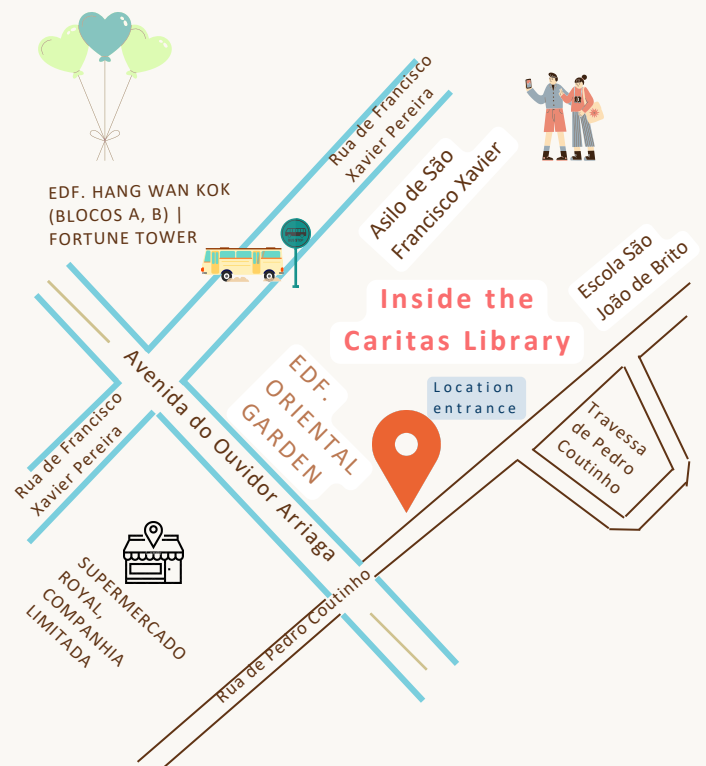 Rua de Francisco
Xavier Pereira
Asilo de São
Francisco Xavier
EDF. HANG WAN KOK
(BLOCOS A, B) |
FORTUNE TOWER
Escola São
João de Brito
Inside the
Caritas Library
Location
entrance
EDF.
ORIENTAL
GARDEN
Avenida do Ouvidor Arriaga
Rua de Francisco
Xavier Pereira
Travessa
de Pedro
Coutinho
SUPERMERCADO
ROYAL,
COMPANHIA
LIMITADA
Rua de Pedro Coutinho